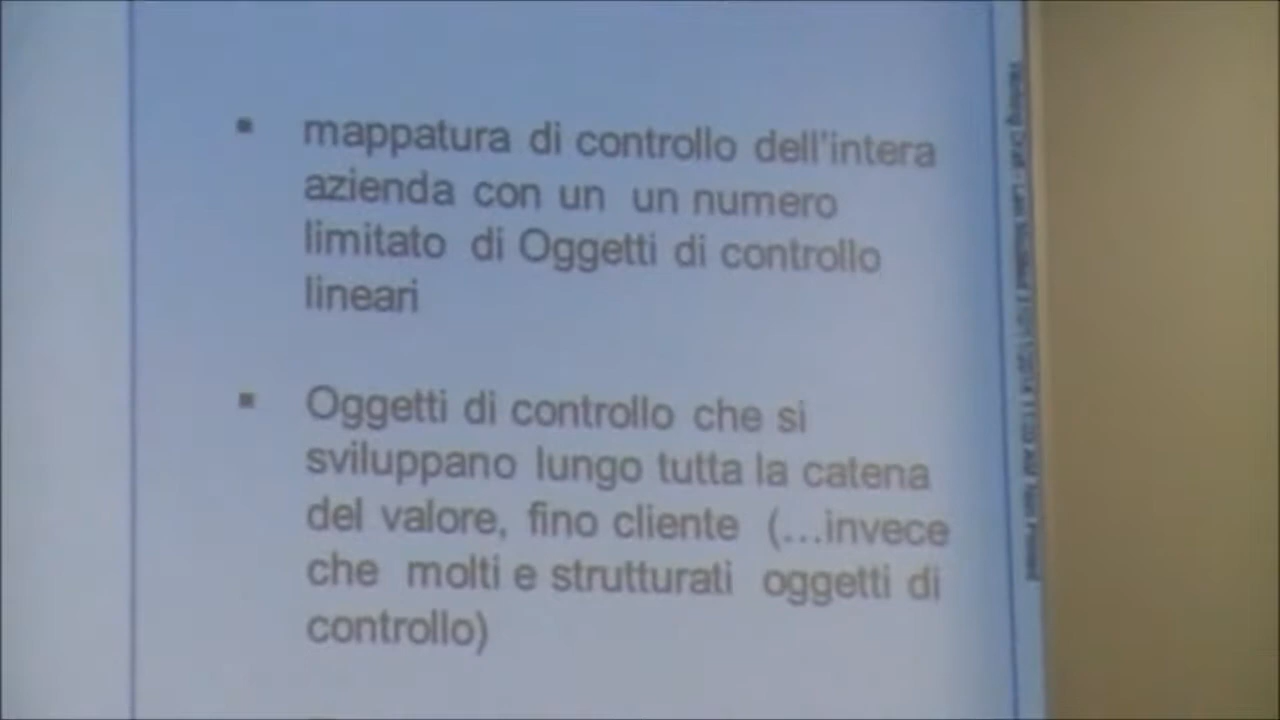 ▪ mappatura di controllo dell'intera
azienda con un un numero
limitato di Oggetti di controllo
lineari
▪ Oggetti di controllo che si
sviluppano lungo tutta la catena
del valore, fino cliente (...invece
che molti e strutturati oggetti di
controllo)